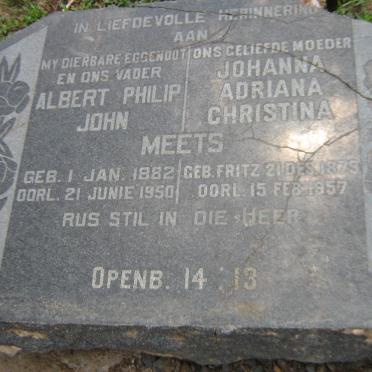 IN LIEFDEVOLLE HERINNERING
AAN
MY DIERBARE EGGENOOT
EN ONS VADER
ALBERT PHILIP
JOHN
ONS GELIEFDE MOEDER
JOHANNA
ADRIANA
CHRISTINA
MEETS
GEB. 1 JAN. 1882
OORL. 21 JUNIE 1950
GEB. FRITZ 21 DES. 1875
OORL. 15 FEB. 1957
RUS STIL IN DIE HEER
OPENB. 14 : 13